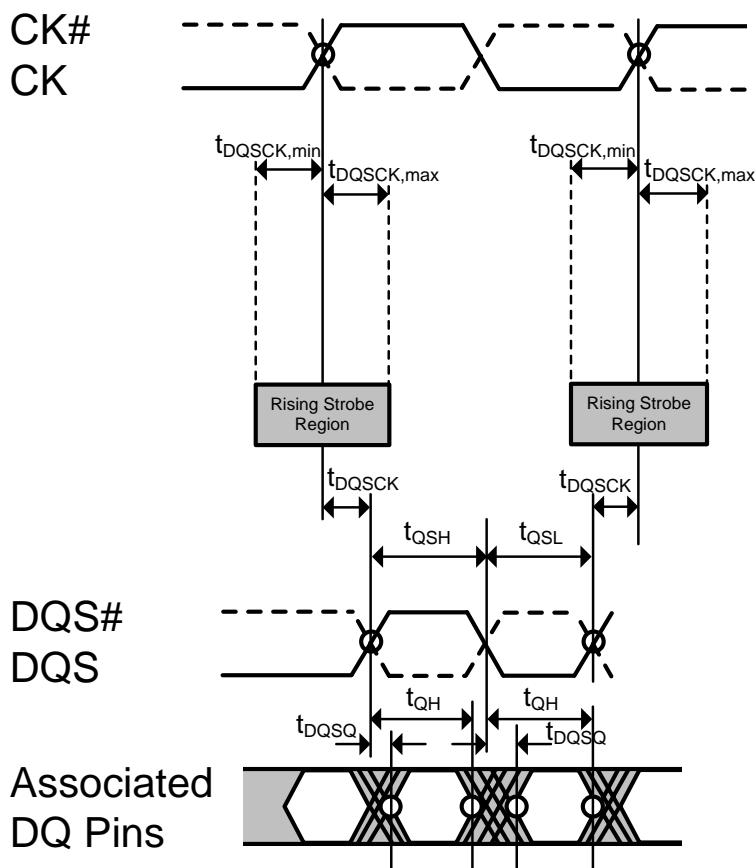 CK#
CK
tDQSCK,min
tDQSCK,max
tDQSCK,min
tDQSCK,max
Rising Strobe
Region
Rising Strobe
Region
tDQSCK
tDQSCK
tQSH
tQSL
DQS#
DQS
tQH
tQH
tDQSQ
tDQSQ
Associated
DQ Pins